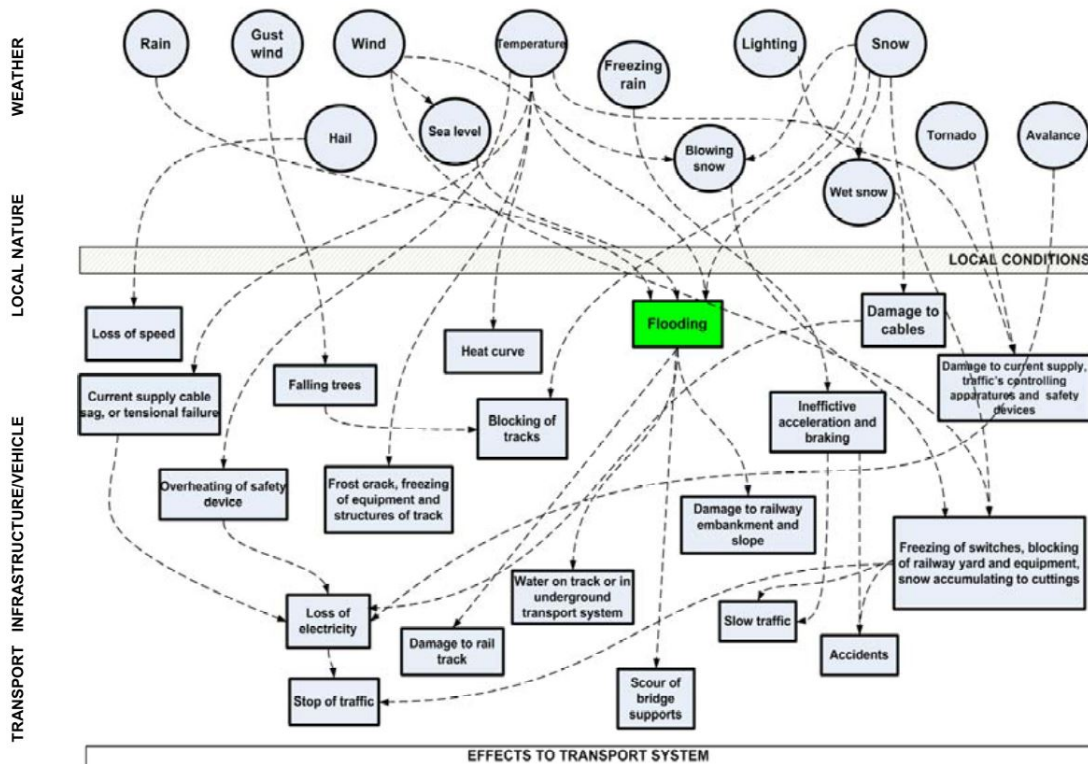 WEATHER
LOCAL NATURE
INFRASTRUCTURE/VEHICLE
TRANSPORT
Rain
Gust
wind
Wind
Temperature
Freezing
rain
Lighting
Snow
Hail
Sea level
Blowing
snow
Wet snow
Tornado
Avalance
LOCAL CONDITIONS
Loss of speed
Heat curve
Flooding
Damage to
cables
Current supply cable
sag, or tensional failure
Falling trees
Blocking of
tracks
Ineffictive
acceleration and
braking
Damage to current supply,
traffic's controlling
apparatures and safety
devices
Overheating of safety
device
Frost crack, freezing
of equipment and
structures of track
Damage to railway
embankment and
slope
Freezing of switches, blocking
of railway yard and equipment,
snow accumulating to cuttings
Loss of
electricity
Water on track or in
underground
transport system
Slow traffic
Damage to rail
track
Accidents
Stop of traffic
Scour of
bridge
supports
EFFECTS TO TRANSPORT SYSTEM